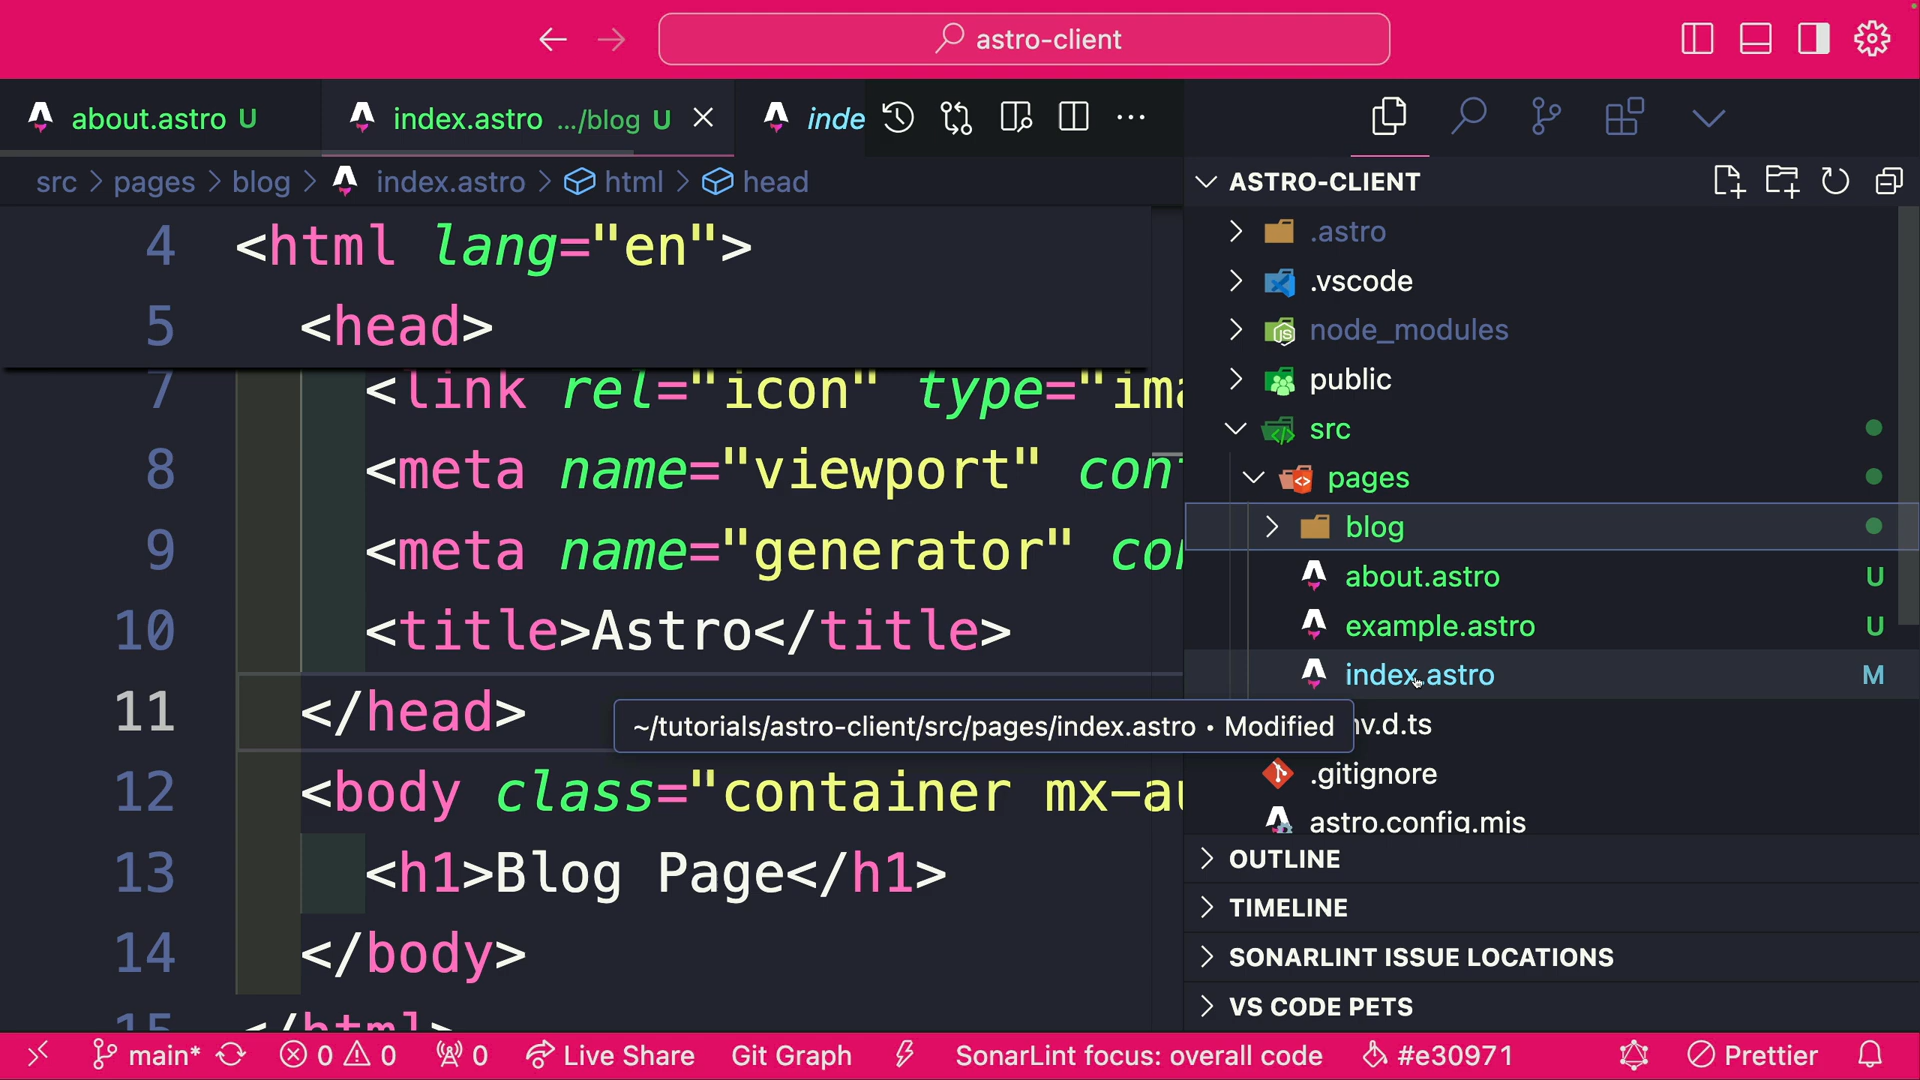 astro-client
about.astro U
index.astro .../blog U
inde
src > pages > blog > index.astro > html > head
4 <html lang="en">
5 <head>
7 <link rel="icon" type="ima
8 <meta name="viewport" con
9 <meta name="generator" co
10 <title>Astro</title>
11 </head>
12 <body class="container mx-a
13 <h1>Blog Page</h1>
14 </body>
15 </html>
ASTRO-CLIENT
.astro
.vscode
node_modules
public
src
pages
blog
about.astro U
example.astro U
index.astro M
~/tutorials/astro-client/src/pages/index.astro • Modified
v.d.ts
.gitignore
astro.config.mjs
OUTLINE
TIMELINE
SONARLINT ISSUE LOCATIONS
VS CODE PETS
main* 0 0 0 Live Share Git Graph SonarLint focus: overall code #e30971 Prettier